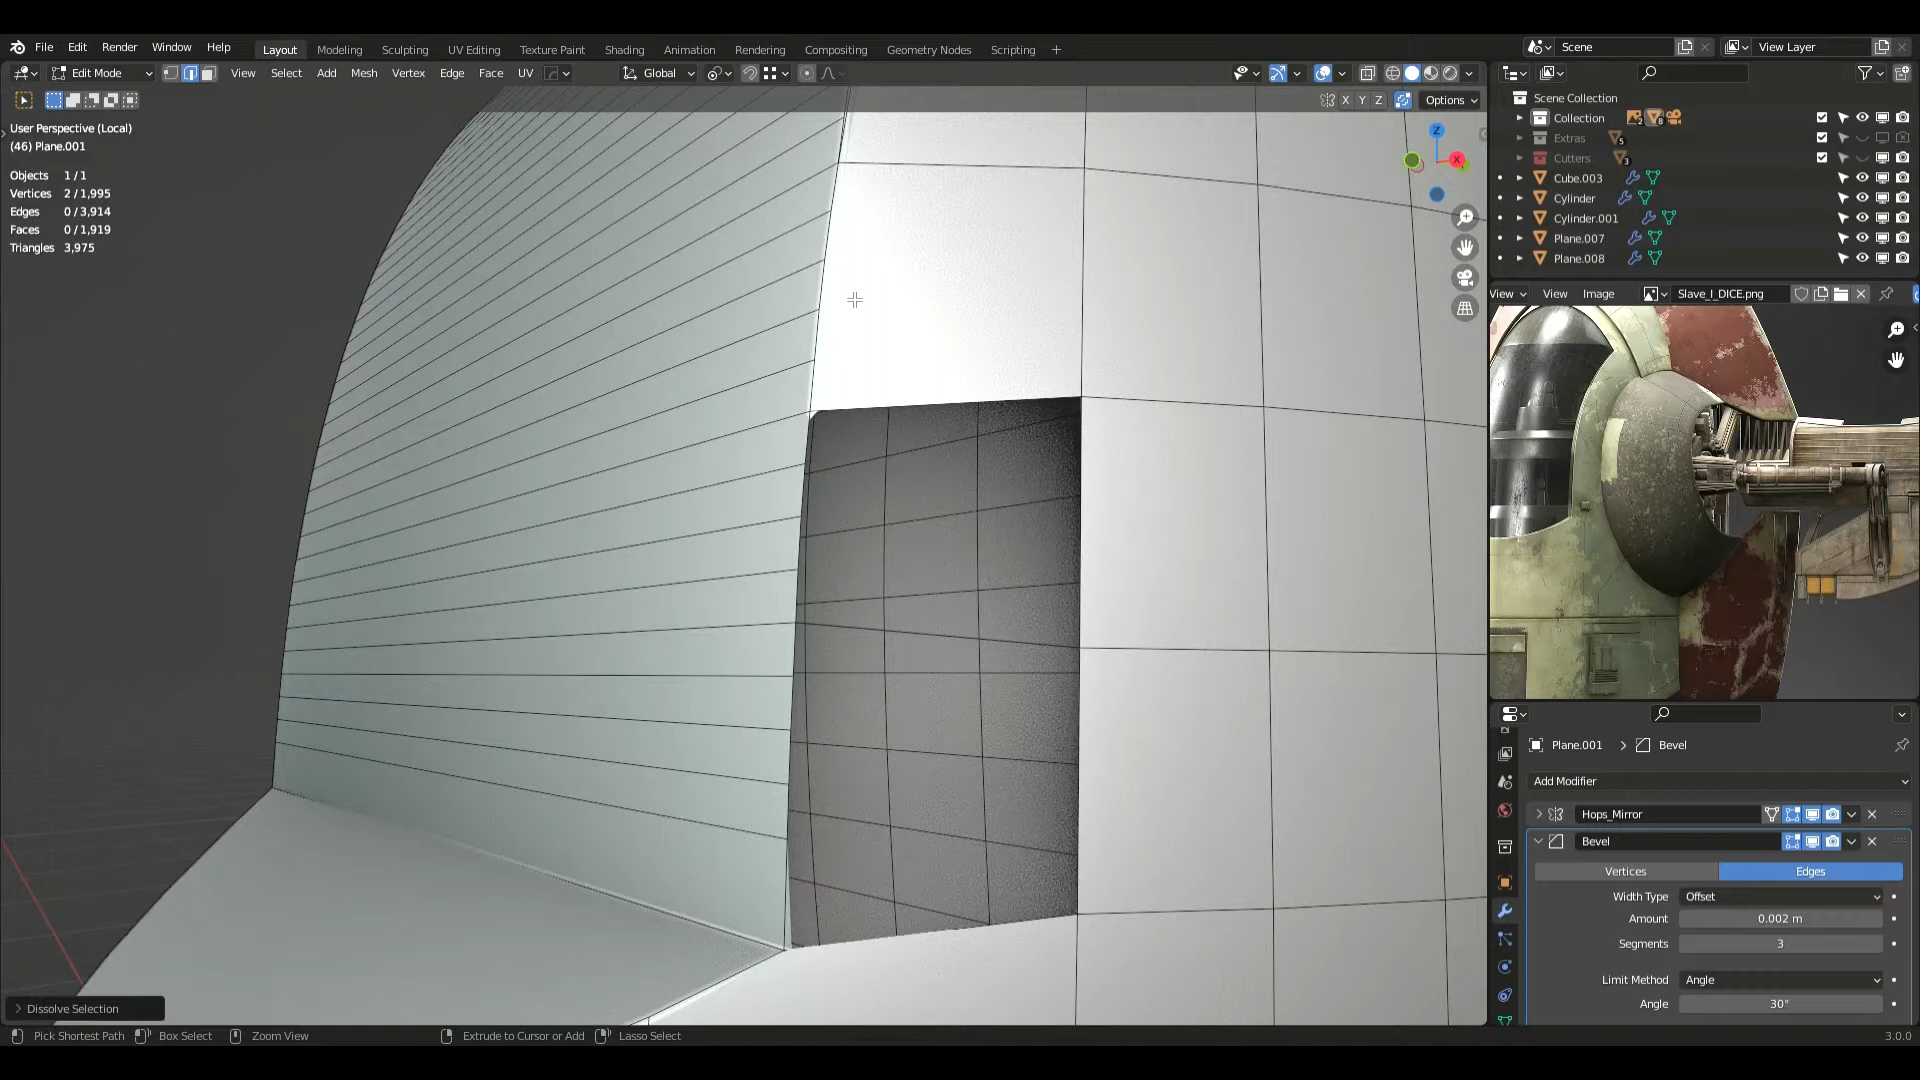 File Edit Render Window Help Layout Modeling Sculpting UV Editing Texture Paint Shading Animation Rendering Compositing Geometry Nodes Scripting + Scene View Layer
Edit Mode View Select Add Mesh Vertex Edge Face UV Global
X Y Z Options
User Perspective (Local)
(46) Plane.001
Objects 1 / 1
Vertices 2 / 1,995
Edges 0 / 3,914
Faces 0 / 1,919
Triangles 3,975
Z
X
Scene Collection
Collection 2 8
Extras 5
Cutters 3
Cube.003
Cylinder
Cylinder.001
Plane.007
Plane.008
View View Image Slave_I_DICE.png
Plane.001 Bevel
Add Modifier
Hops_Mirror
Bevel
Vertices Edges
Width Type Offset
Amount 0.002 m
Segments 3
Limit Method Angle
Angle 30°
Dissolve Selection
Pick Shortest Path Box Select Zoom View Extrude to Cursor or Add Lasso Select 3.0.0